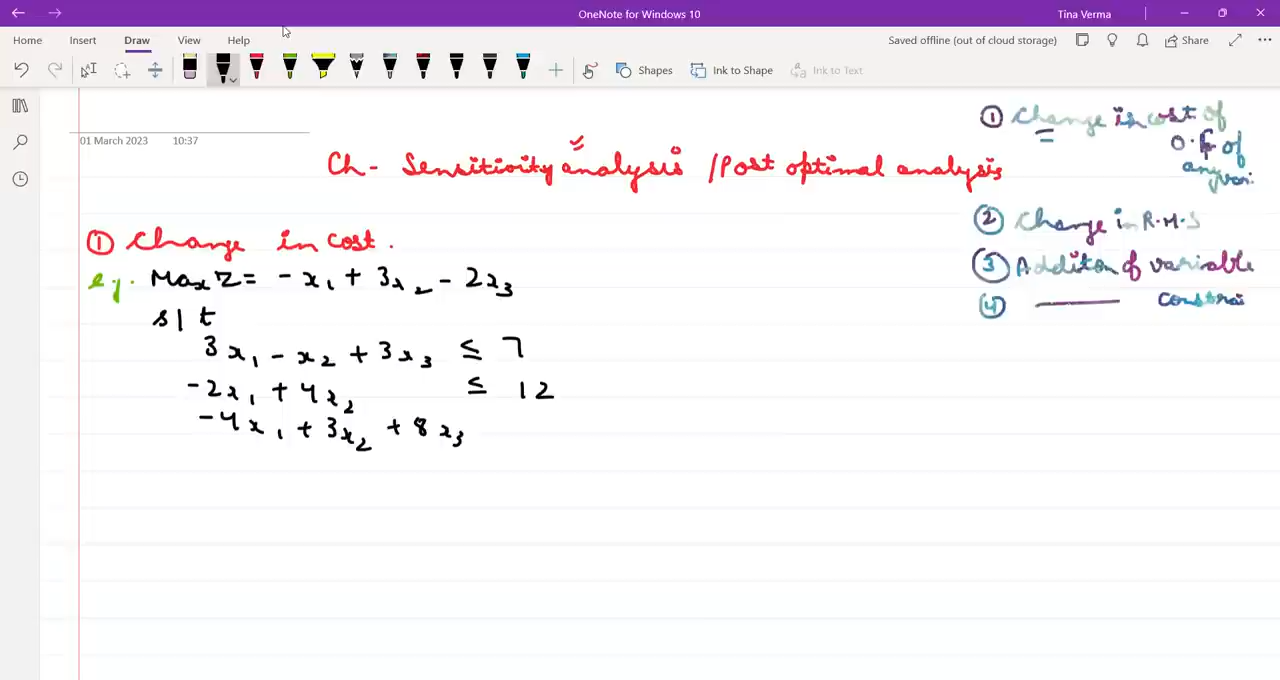 OneNote for Windows 10
Tina Verma
Home Insert Draw View Help
Saved offline (out of cloud storage)
Share
Shapes
Ink to Shape
Ink to Text
01 March 2023 10:37
Ch- Sensitivity analysis / Post optimal analysis
① Change in cost of
O.F of
any var.
② Change in R.H.S
③ Additon of variable
④ ——— constrai
① Change in cost.
e.g. Max Z = - x₁ + 3x₂ - 2x₃
s/t
3x₁ - x₂ + 3x₃ ≤ 7
-2x₁ + 4x₂ ≤ 12
-4x₁ + 3x₂ + 8x₃